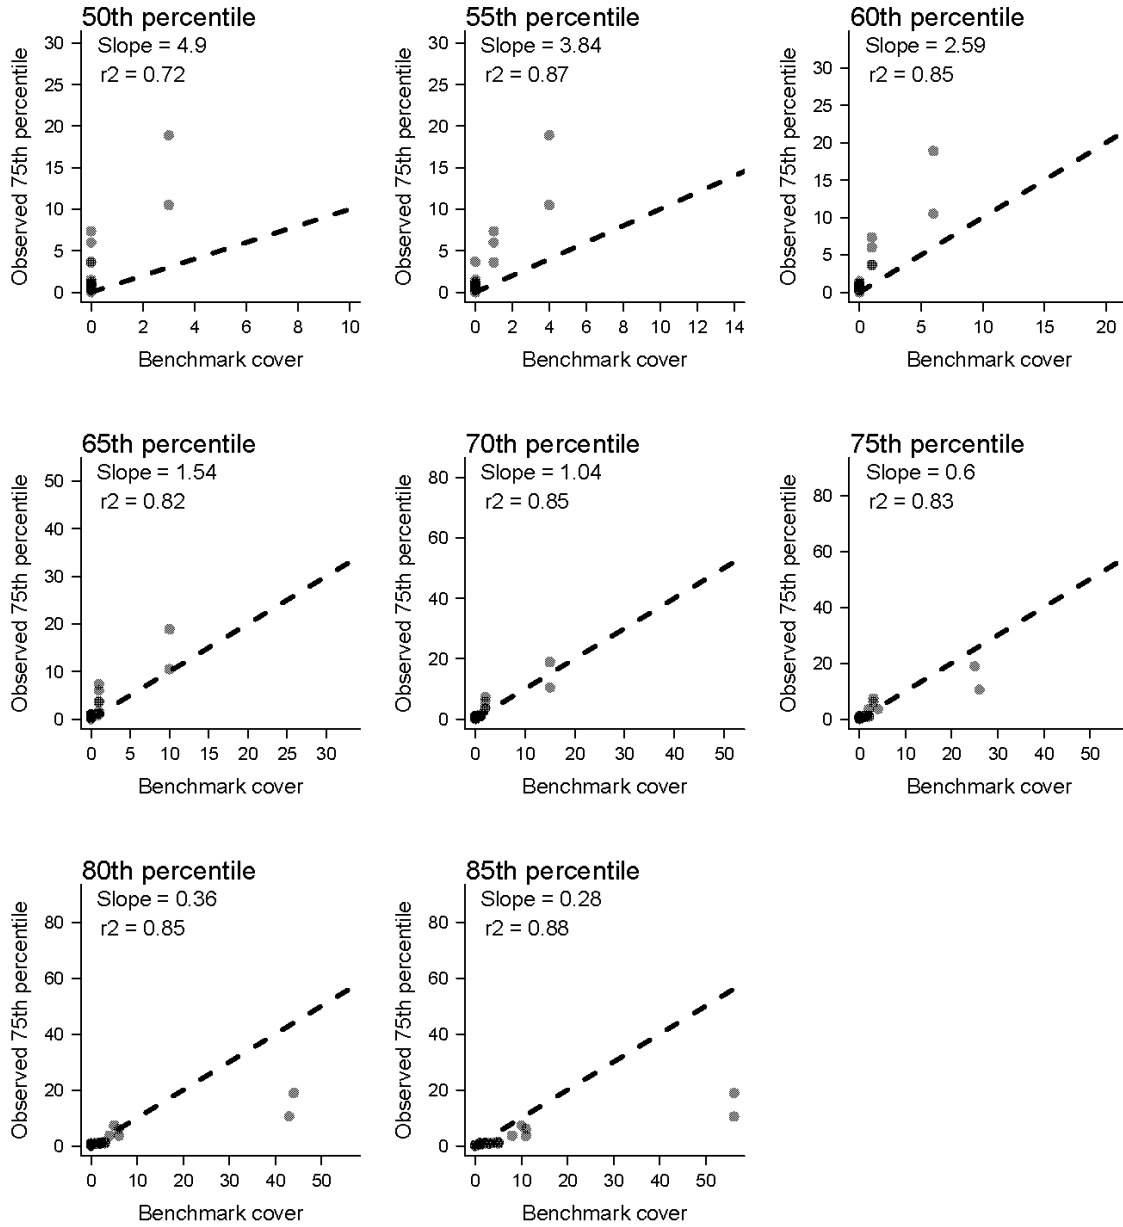 50th percentile
Slope = 4.9
r2 = 0.72
Observed 75th percentile
30
25
20
15
10
5
0
0 2 4 6 8 10
Benchmark cover
55th percentile
Slope = 3.84
r2 = 0.87
Observed 75th percentile
30
25
20
15
10
5
0
0 2 4 6 8 10 12 14
Benchmark cover
60th percentile
Slope = 2.59
r2 = 0.85
Observed 75th percentile
30
25
20
15
10
5
0
0 5 10 15 20
Benchmark cover
65th percentile
Slope = 1.54
r2 = 0.82
Observed 75th percentile
50
40
30
20
10
0
0 5 10 15 20 25 30
Benchmark cover
70th percentile
Slope = 1.04
r2 = 0.85
Observed 75th percentile
80
60
40
20
0
0 10 20 30 40 50
Benchmark cover
75th percentile
Slope = 0.6
r2 = 0.83
Observed 75th percentile
80
60
40
20
0
0 10 20 30 40 50
Benchmark cover
80th percentile
Slope = 0.36
r2 = 0.85
Observed 75th percentile
80
60
40
20
0
0 10 20 30 40 50
Benchmark cover
85th percentile
Slope = 0.28
r2 = 0.88
Observed 75th percentile
80
60
40
20
0
0 10 20 30 40 50
Benchmark cover